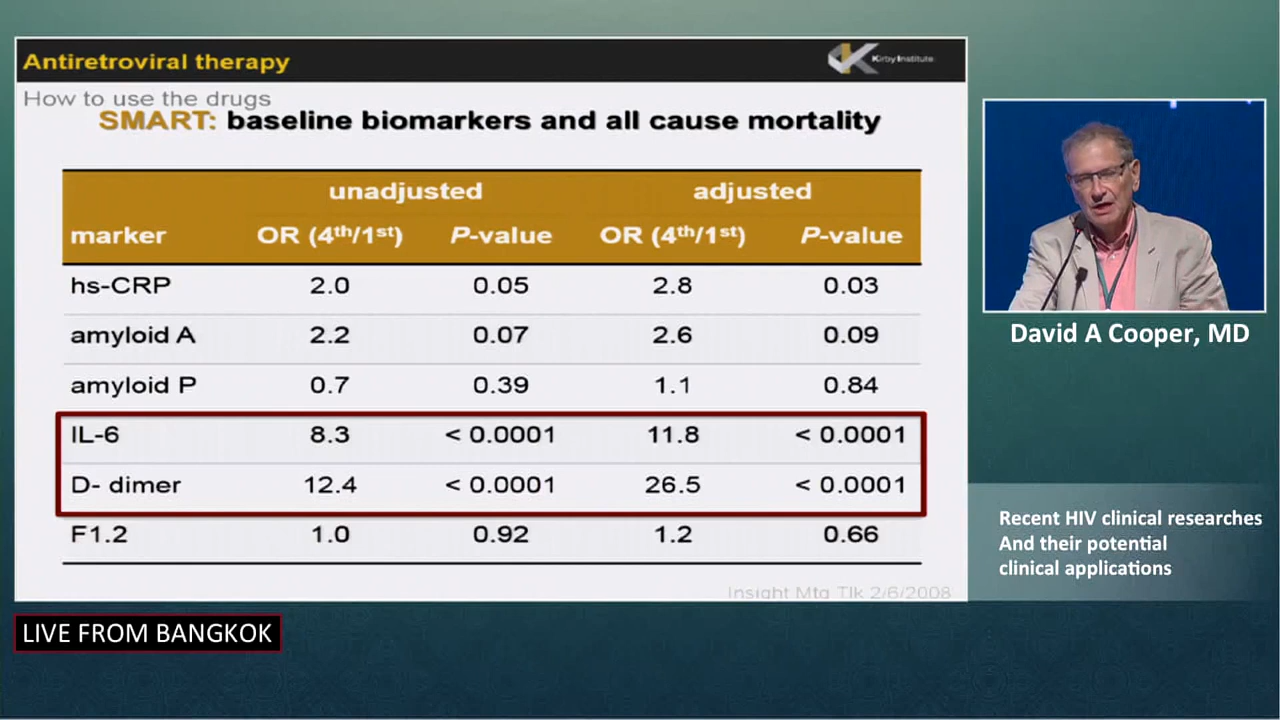 Antiretroviral therapy
Kirby Institute
How to use the drugs
SMART: baseline biomarkers and all cause mortality
unadjusted adjusted
marker OR (4th/1st) P-value OR (4th/1st) P-value
hs-CRP 2.0 0.05 2.8 0.03
amyloid A 2.2 0.07 2.6 0.09
amyloid P 0.7 0.39 1.1 0.84
IL-6 8.3 < 0.0001 11.8 < 0.0001
D- dimer 12.4 < 0.0001 26.5 < 0.0001
F1.2 1.0 0.92 1.2 0.66
Insight Mtg Tlk 2/6/2008
David A Cooper, MD
Recent HIV clinical researches
And their potential
clinical applications
LIVE FROM BANGKOK